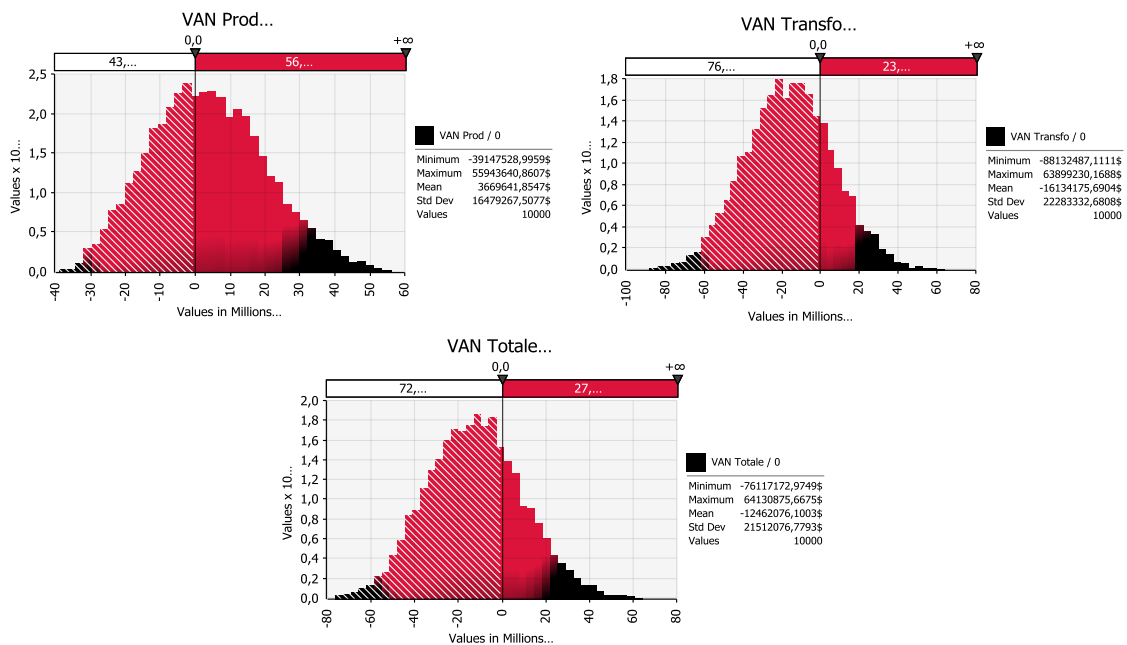 VAN Prod...
0,0 +∞
43,... 56,...
2,5
2,0
1,5
1,0
0,5
0,0
Values x 10...
-40 -30 -20 -10 0 10 20 30 40 50 60
Values in Millions...
VAN Prod / 0
Minimum -39147528,9959$
Maximum 55943640,8607$
Mean 3669641,8547$
Std Dev 16479267,5077$
Values 10000
VAN Transfo...
0,0 +∞
76,... 23,...
1,8
1,6
1,4
1,2
1,0
0,8
0,6
0,4
0,2
0,0
Values x 10...
-100 -80 -60 -40 -20 0 20 40 60 80
Values in Millions...
VAN Transfo / 0
Minimum -88132487,1111$
Maximum 63899230,1688$
Mean -16134175,6904$
Std Dev 22283332,6808$
Values 10000
VAN Totale...
0,0 +∞
72,... 27,...
2,0
1,8
1,6
1,4
1,2
1,0
0,8
0,6
0,4
0,2
0,0
Values x 10...
-80 -60 -40 -20 0 20 40 60 80
Values in Millions...
VAN Totale / 0
Minimum -76117172,9749$
Maximum 64130875,6675$
Mean -12462076,1003$
Std Dev 21512076,7793$
Values 10000